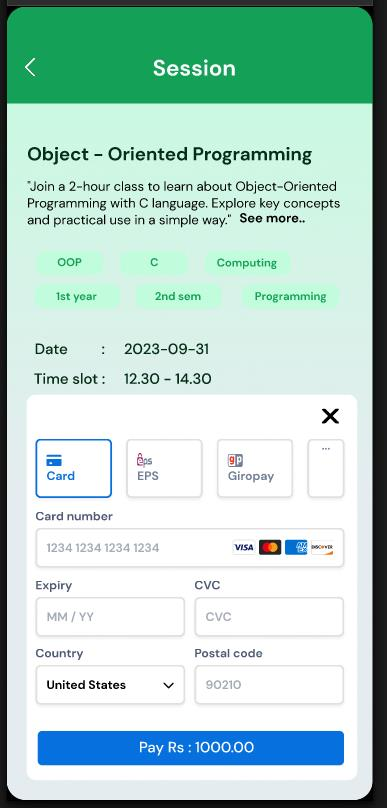 Session
Object - Oriented Programming
"Join a 2-hour class to learn about Object-Oriented
Programming with C language. Explore key concepts
and practical use in a simple way." See more..
OOP C Computing
1st year 2nd sem Programming
Date : 2023-09-31
Time slot : 12.30 - 14.30
Card eps EPS gp Giropay ...
Card number
1234 1234 1234 1234 VISA AMEX DISCOVER
Expiry CVC
MM / YY CVC
Country Postal code
United States 90210
Pay Rs : 1000.00